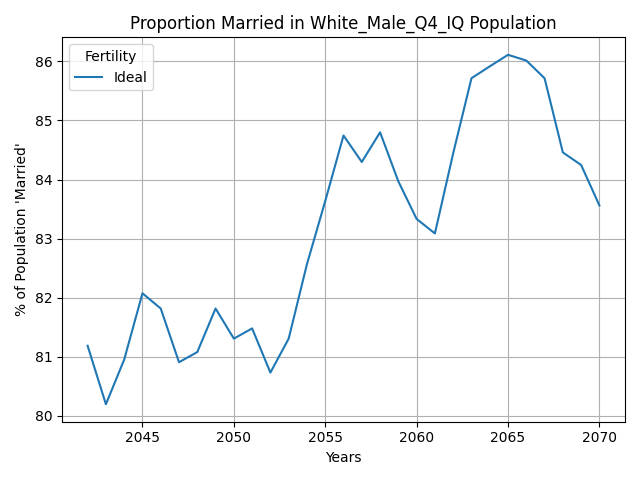 Proportion Married in White_Male_Q4_IQ Population
Fertility
Ideal
% of Population 'Married'
86
85
84
83
82
81
80
2045 2050 2055 2060 2065 2070
Years